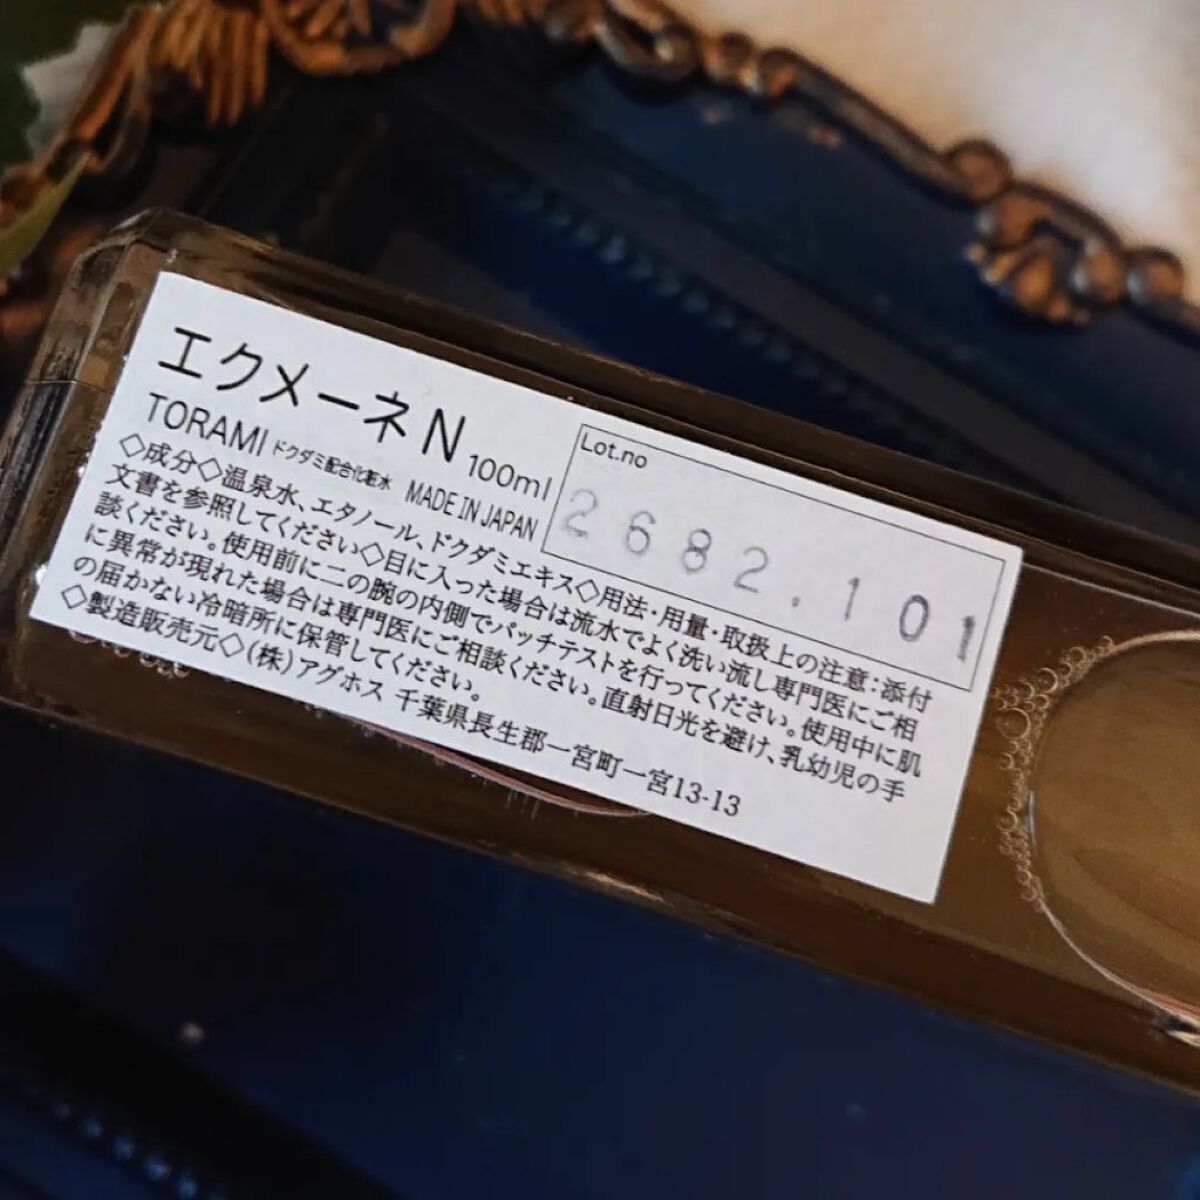 エクメーネN 100ml
TORAMI ドクダミ配合化粧水 MADE IN JAPAN
Lot.no
2682.101
◇成分◇温泉水、エタノール、ドクダミエキス◇用法・用量・取扱上の注意:添付
文書を参照してください◇目に入った場合は流水でよく洗い流し専門医にご相
談ください。使用前に二の腕の内側でパッチテストを行ってください。使用中に肌
に異常が現れた場合は専門医にご相談ください。直射日光を避け、乳幼児の手
の届かない冷暗所に保管してください。
◇製造販売元◇(株)アグホス 千葉県長生郡一宮町一宮13-13